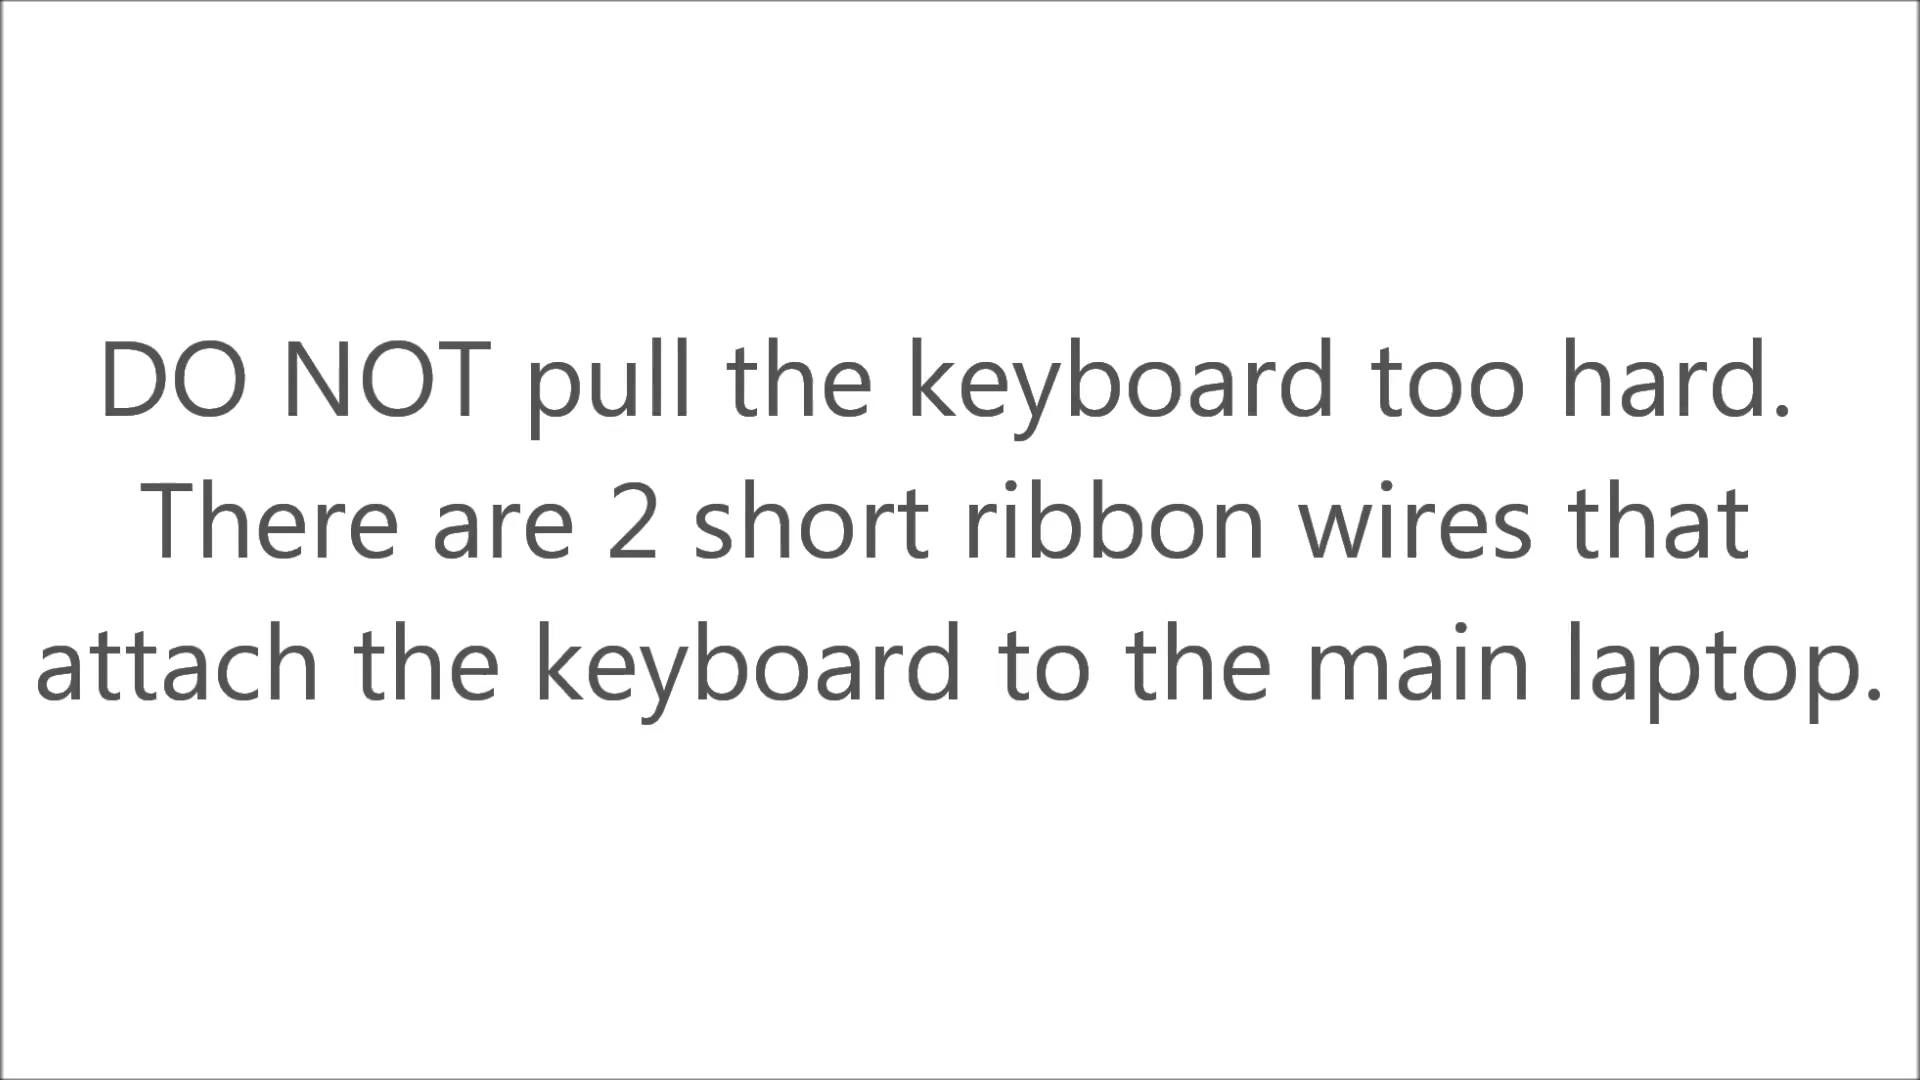 DO NOT pull the keyboard too hard.
There are 2 short ribbon wires that
attach the keyboard to the main laptop.